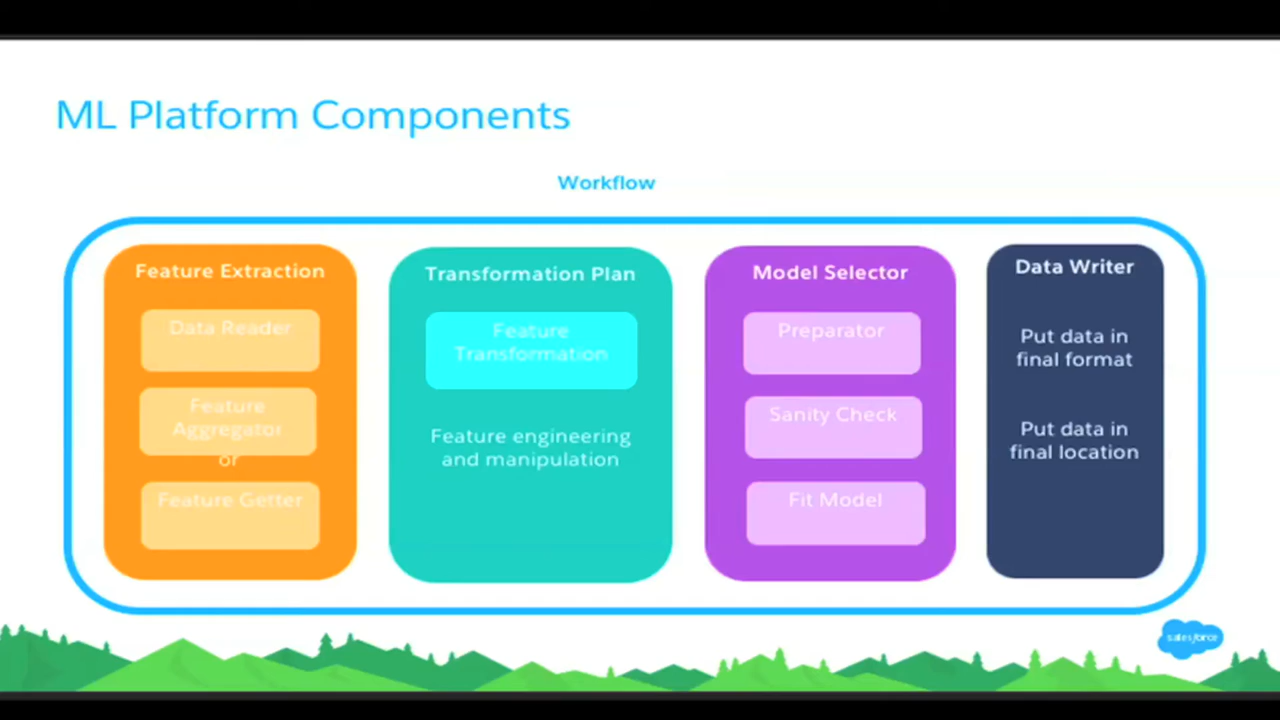 ML Platform Components
Workflow
Feature Extraction
Data Reader
Feature
Aggregator
or
Feature Getter
Transformation Plan
Feature
Transformation
Feature engineering
and manipulation
Model Selector
Preparator
Sanity Check
Fit Model
Data Writer
Put data in
final format
Put data in
final location
salesforce